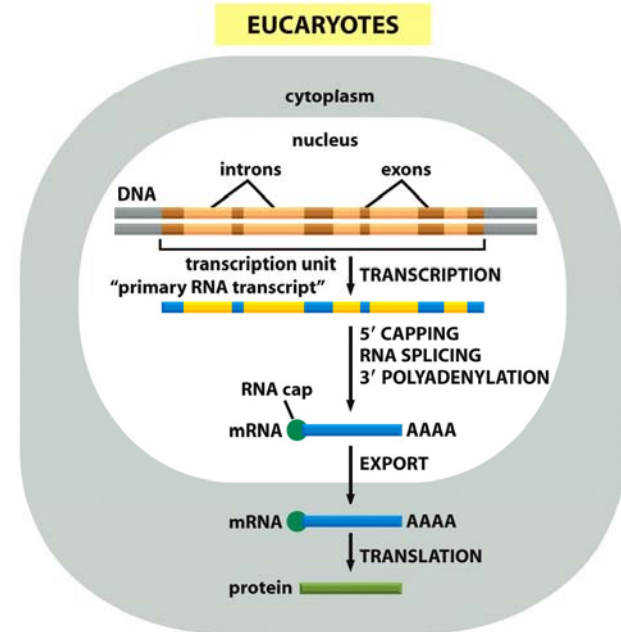 EUCARYOTES
cytoplasm
nucleus
introns
exons
DNA
transcription unit
"primary RNA transcript"
TRANSCRIPTION
5′ CAPPING
RNA SPLICING
3′ POLYADENYLATION
RNA cap
mRNA AAAA
EXPORT
mRNA AAAA
TRANSLATION
protein